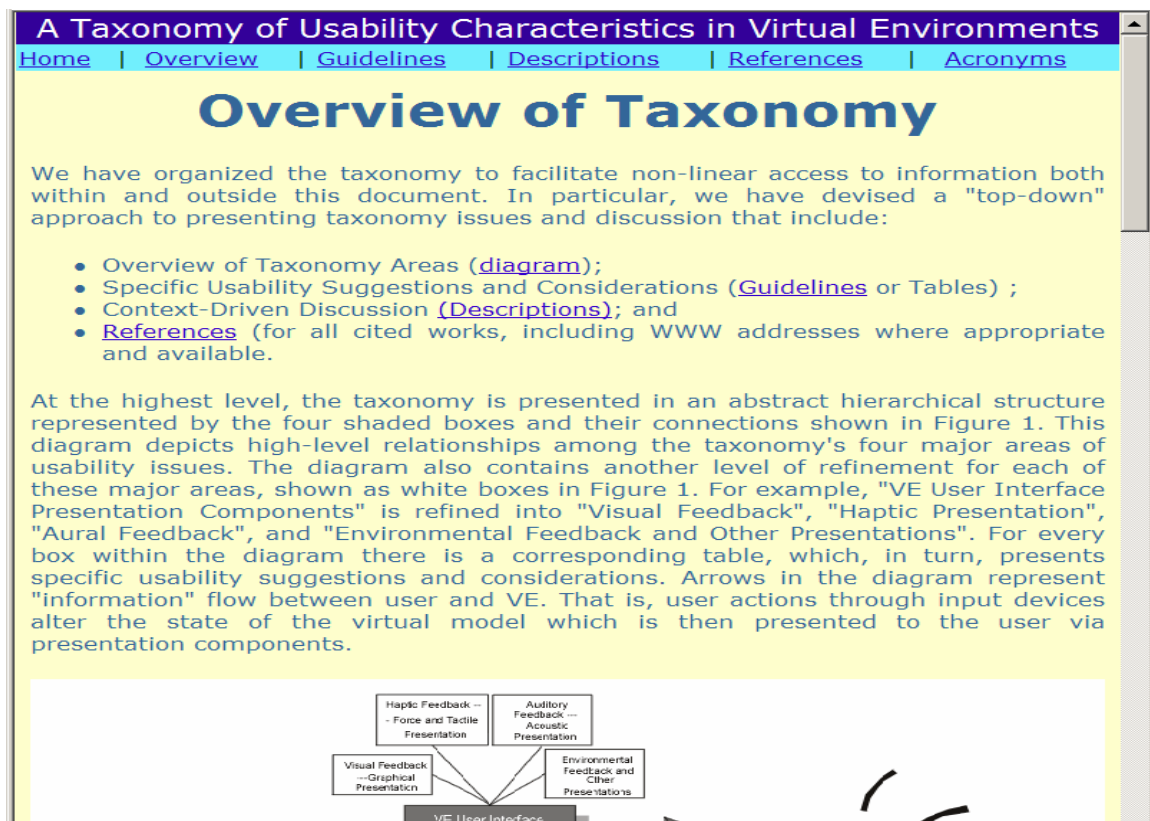 A Taxonomy of Usability Characteristics in Virtual Environments
Home | Overview | Guidelines | Descriptions | References | Acronyms
Overview of Taxonomy
We have organized the taxonomy to facilitate non-linear access to information both
within and outside this document. In particular, we have devised a "top-down"
approach to presenting taxonomy issues and discussion that include:
• Overview of Taxonomy Areas (diagram);
• Specific Usability Suggestions and Considerations (Guidelines or Tables) ;
• Context-Driven Discussion (Descriptions); and
• References (for all cited works, including WWW addresses where appropriate
and available.
At the highest level, the taxonomy is presented in an abstract hierarchical structure
represented by the four shaded boxes and their connections shown in Figure 1. This
diagram depicts high-level relationships among the taxonomy's four major areas of
usability issues. The diagram also contains another level of refinement for each of
these major areas, shown as white boxes in Figure 1. For example, "VE User Interface
Presentation Components" is refined into "Visual Feedback", "Haptic Presentation",
"Aural Feedback", and "Environmental Feedback and Other Presentations". For every
box within the diagram there is a corresponding table, which, in turn, presents
specific usability suggestions and considerations. Arrows in the diagram represent
"information" flow between user and VE. That is, user actions through input devices
alter the state of the virtual model which is then presented to the user via
presentation components.
Haptic Feedback --
- Force and Tactile
Presentation
Auditory
Feedback ---
Acoustic
Presentation
Visual Feedback
---Graphical
Presentation
Environmental
Feedback and
Other
Presentations
VE User Interface